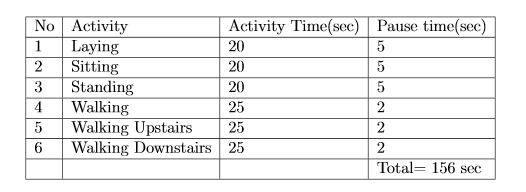 No Activity Activity Time(sec) Pause time(sec)
1 Laying 20 5
2 Sitting 20 5
3 Standing 20 5
4 Walking 25 2
5 Walking Upstairs 25 2
6 Walking Downstairs 25 2
Total= 156 sec